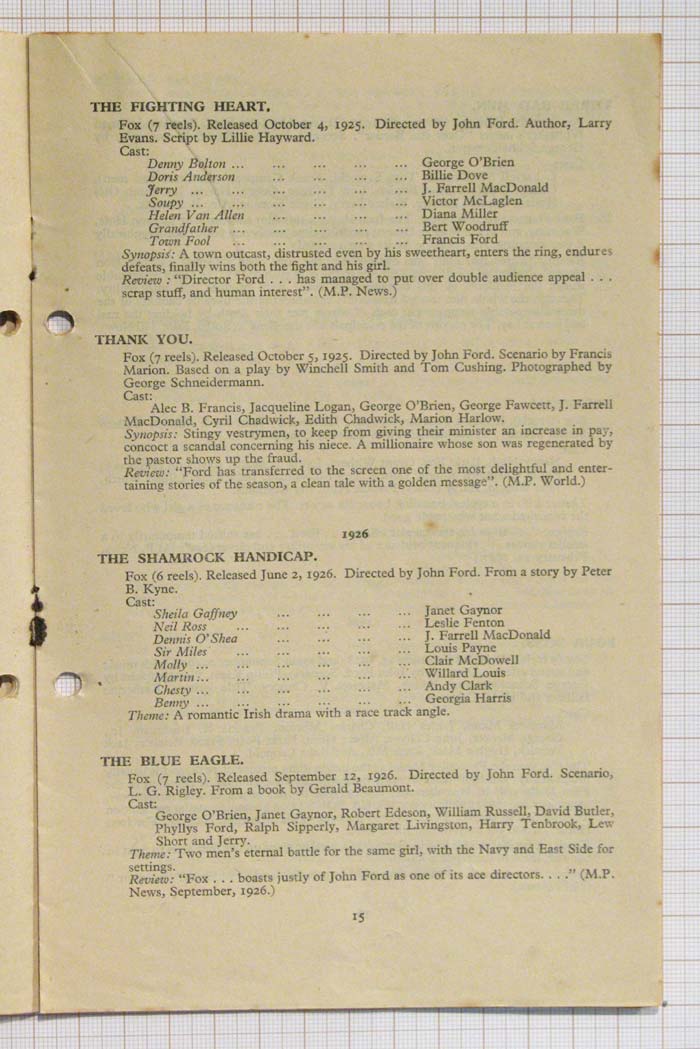 THE FIGHTING HEART.
Fox (7 reels). Released October 4, 1925. Directed by John Ford. Author, Larry
Evans. Script by Lillie Hayward.
Cast:
Denny Bolton ... ... ... ... ... George O'Brien
Doris Anderson ... ... ... ... Billie Dove
Jerry ... ... ... ... ... ... J. Farrell MacDonald
Soupy ... ... ... ... ... ... Victor McLaglen
Helen Van Allen ... ... ... ... Diana Miller
Grandfather ... ... ... ... ... Bert Woodruff
Town Fool ... ... ... ... ... Francis Ford
Synopsis: A town outcast, distrusted even by his sweetheart, enters the ring, endures
defeats, finally wins both the fight and his girl.
Review: "Director Ford . . . has managed to put over double audience appeal . . .
scrap stuff, and human interest". (M.P. News.)
THANK YOU.
Fox (7 reels). Released October 5, 1925. Directed by John Ford. Scenario by Francis
Marion. Based on a play by Winchell Smith and Tom Cushing. Photographed by
George Schneidermann.
Cast:
Alec B. Francis, Jacqueline Logan, George O'Brien, George Fawcett, J. Farrell
MacDonald, Cyril Chadwick, Edith Chadwick, Marion Harlow.
Synopsis: Stingy vestrymen, to keep from giving their minister an increase in pay,
concoct a scandal concerning his niece. A millionaire whose son was regenerated by
the pastor shows up the fraud.
Review: "Ford has transferred to the screen one of the most delightful and enter-
taining stories of the season, a clean tale with a golden message". (M.P. World.)
1926
THE SHAMROCK HANDICAP.
Fox (6 reels). Released June 2, 1926. Directed by John Ford. From a story by Peter
B. Kyne.
Cast:
Sheila Gaffney ... ... ... ... Janet Gaynor
Neil Ross ... ... ... ... ... Leslie Fenton
Dennis O'Shea ... ... ... ... J. Farrell MacDonald
Sir Miles ... ... ... ... ... Louis Payne
Molly ... ... ... ... ... ... Clair McDowell
Martin... ... ... ... ... ... Willard Louis
Chesty ... ... ... ... ... ... Andy Clark
Benny ... ... ... ... ... ... Georgia Harris
Theme: A romantic Irish drama with a race track angle.
THE BLUE EAGLE.
Fox (7 reels). Released September 12, 1926. Directed by John Ford. Scenario,
L. G. Rigley. From a book by Gerald Beaumont.
Cast:
George O'Brien, Janet Gaynor, Robert Edeson, William Russell, David Butler,
Phyllys Ford, Ralph Sipperly, Margaret Livingston, Harry Tenbrook, Lew
Short and Jerry.
Theme: Two men's eternal battle for the same girl, with the Navy and East Side for
settings.
Review: "Fox . . . boasts justly of John Ford as one of its ace directors. . . ." (M.P.
News, September, 1926.)
15